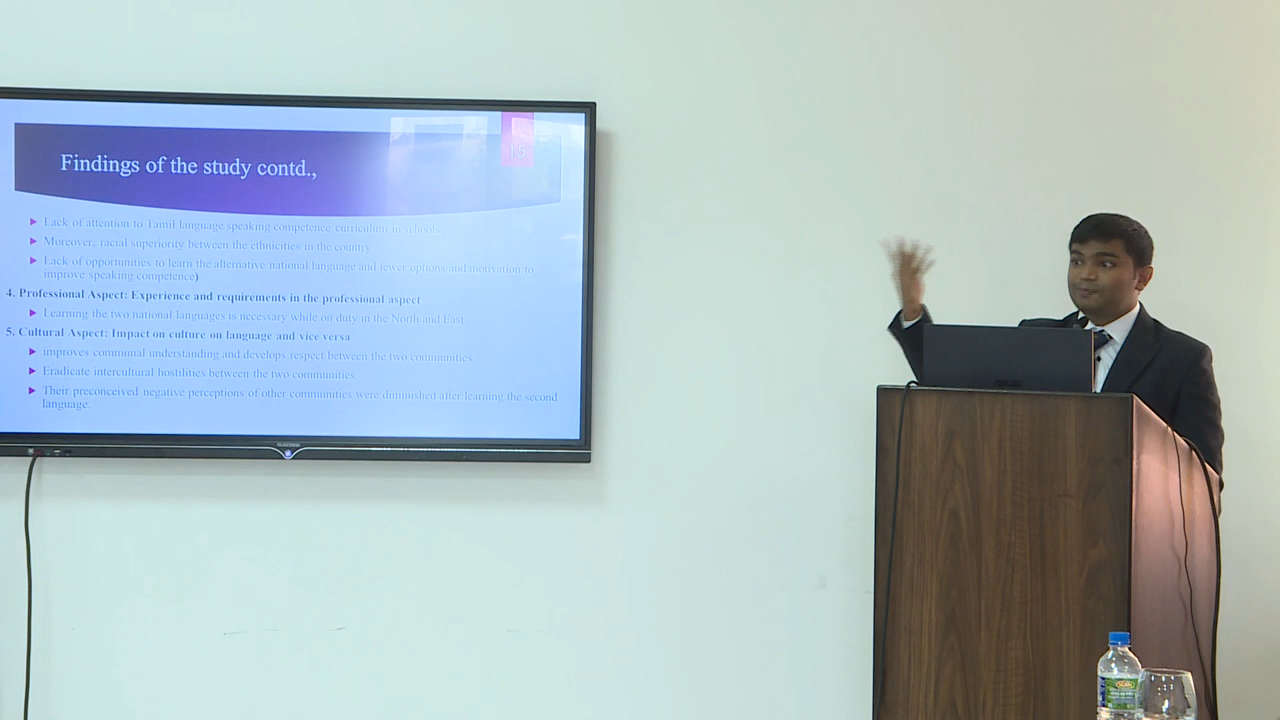 15
Findings of the study contd.,
Lack of attention to Tamil language speaking competence curriculum in schools.
Moreover, racial superiority between the ethnicities in the country
Lack of opportunities to learn the alternative national language and fewer options and motivation to
improve speaking competence)
4. Professional Aspect: Experience and requirements in the professional aspect
Learning the two national languages is necessary while on duty in the North and East
5. Cultural Aspect: Impact on culture on language and vice versa
improves communal understanding and develops respect between the two communities
Eradicate intercultural hostilities between the two communities.
Their preconceived negative perceptions of other communities were diminished after learning the second
language.
ASUS